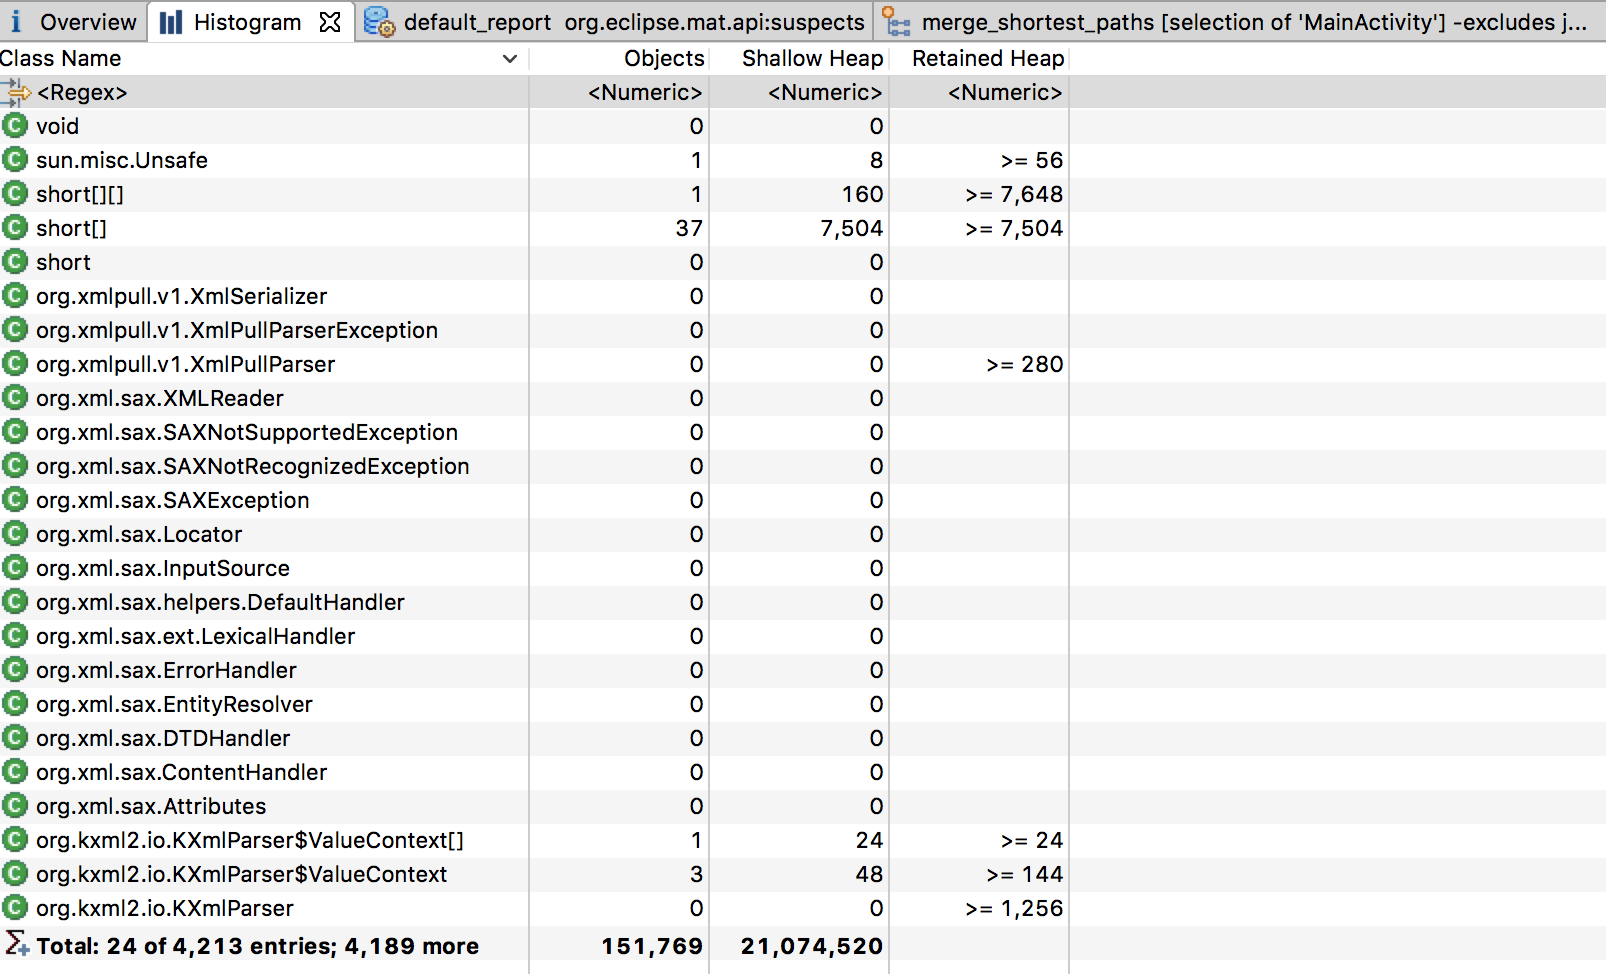 Overview Histogram default_report org.eclipse.mat.api:suspects merge_shortest_paths [selection of 'MainActivity'] -excludes j...
Class Name Objects Shallow Heap Retained Heap
<Regex> <Numeric> <Numeric> <Numeric>
void 0 0
sun.misc.Unsafe 1 8 >= 56
short[][] 1 160 >= 7,648
short[] 37 7,504 >= 7,504
short 0 0
org.xmlpull.v1.XmlSerializer 0 0
org.xmlpull.v1.XmlPullParserException 0 0
org.xmlpull.v1.XmlPullParser 0 0 >= 280
org.xml.sax.XMLReader 0 0
org.xml.sax.SAXNotSupportedException 0 0
org.xml.sax.SAXNotRecognizedException 0 0
org.xml.sax.SAXException 0 0
org.xml.sax.Locator 0 0
org.xml.sax.InputSource 0 0
org.xml.sax.helpers.DefaultHandler 0 0
org.xml.sax.ext.LexicalHandler 0 0
org.xml.sax.ErrorHandler 0 0
org.xml.sax.EntityResolver 0 0
org.xml.sax.DTDHandler 0 0
org.xml.sax.ContentHandler 0 0
org.xml.sax.Attributes 0 0
org.kxml2.io.KXmlParser$ValueContext[] 1 24 >= 24
org.kxml2.io.KXmlParser$ValueContext 3 48 >= 144
org.kxml2.io.KXmlParser 0 0 >= 1,256
Total: 24 of 4,213 entries; 4,189 more 151,769 21,074,520